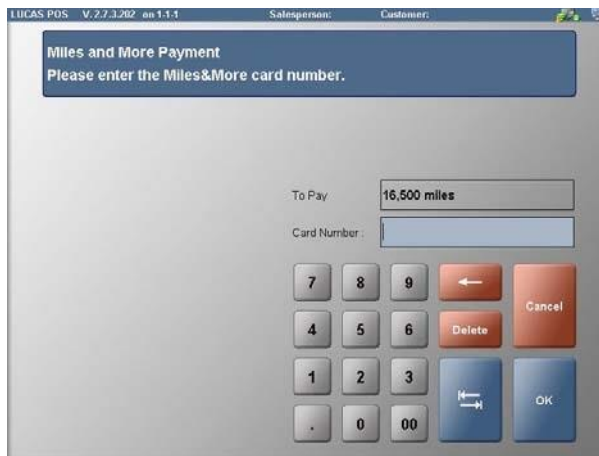 LUCAS POS V. 2.7.3.202 on 1-1-1 Salesperson: Customer:
Miles and More Payment
Please enter the Miles&More card number.
To Pay 16,500 miles
Card Number :
7 8 9
Cancel
4 5 6 Delete
1 2 3
OK
. 0 00